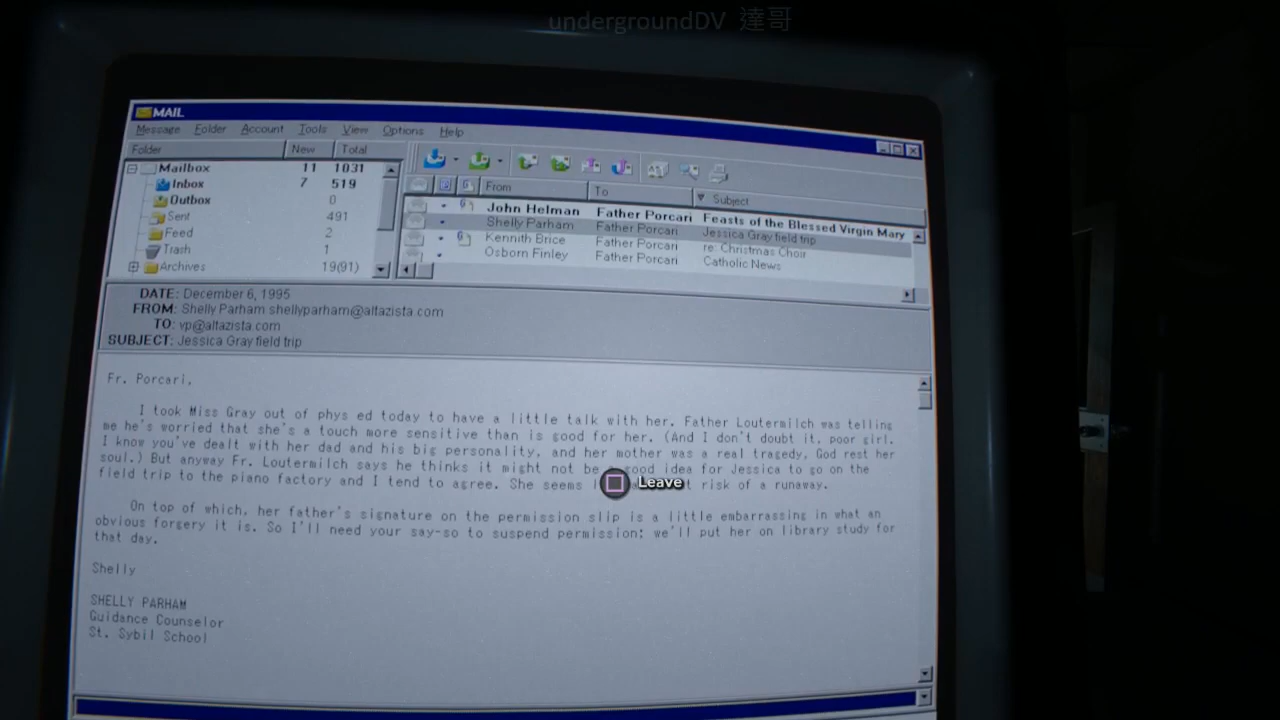 undergroundDV 達哥
MAIL
Message Folder Account Tools View Options Help
Folder New Total
Mailbox 11 1031
Inbox 7 519
Outbox 0
Sent 491
Feed 2
Trash 1
Archives 19(91)
From To Subject
John Helman Father Porcari Feasts of the Blessed Virgin Mary
Shelly Parham Father Porcari Jessica Gray field trip
Kennith Brice Father Porcari re: Christmas Choir
Osborn Finley Father Porcari Catholic News
DATE: December 6, 1995
FROM: Shelly Parham shellyparham@altazista.com
TO: vp@altazista.com
SUBJECT: Jessica Gray field trip
Fr. Porcari,
I took Miss Gray out of phys ed today to have a little talk with her. Father Loutermilch was telling
me he's worried that she's a touch more sensitive than is good for her. (And I don't doubt it, poor girl.
I know you've dealt with her dad and his big personality, and her mother was a real tragedy, God rest her
soul.) But anyway Fr. Loutermilch says he thinks it might not be a good idea for Jessica to go on the
field trip to the piano factory and I tend to agree. She seems risk of a runaway.
On top of which, her father's signature on the permission slip is a little embarrassing in what an
obvious forgery it is. So I'll need your say-so to suspend permission; we'll put her on library study for
that day.
Leave
Shelly
SHELLY PARHAM
Guidance Counselor
St. Sybil School